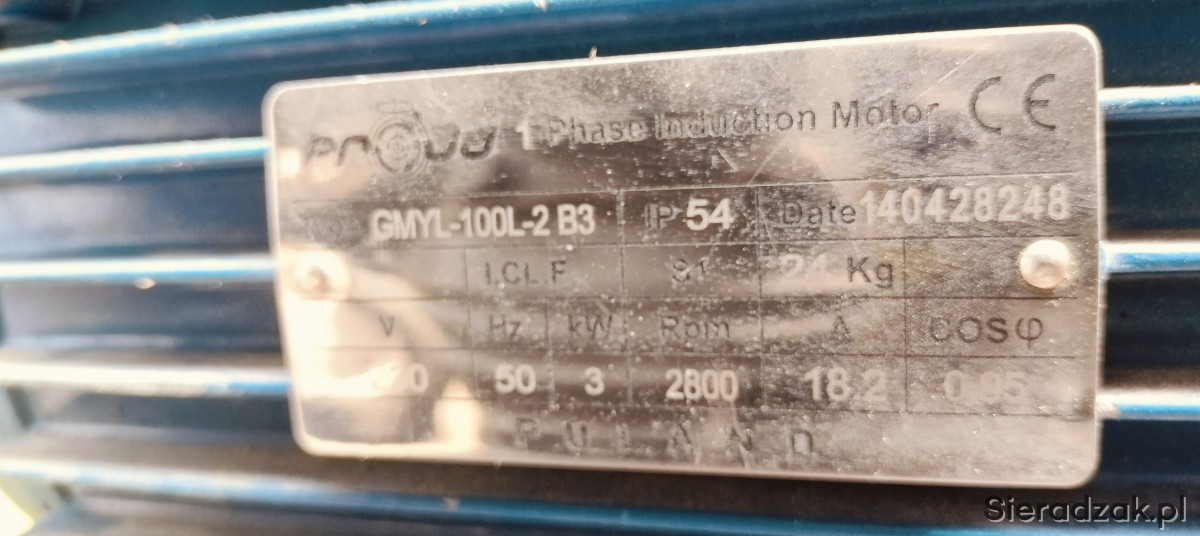 PROUD 1-Phase Induction Motor CE
GMYL-100L-2 B3 IP 54 Date 140428248
I.CL.F S1 24 Kg
V Hz kW Rpm A COSφ
50 3 2800 18.2 0.95
Sieradzak.pl